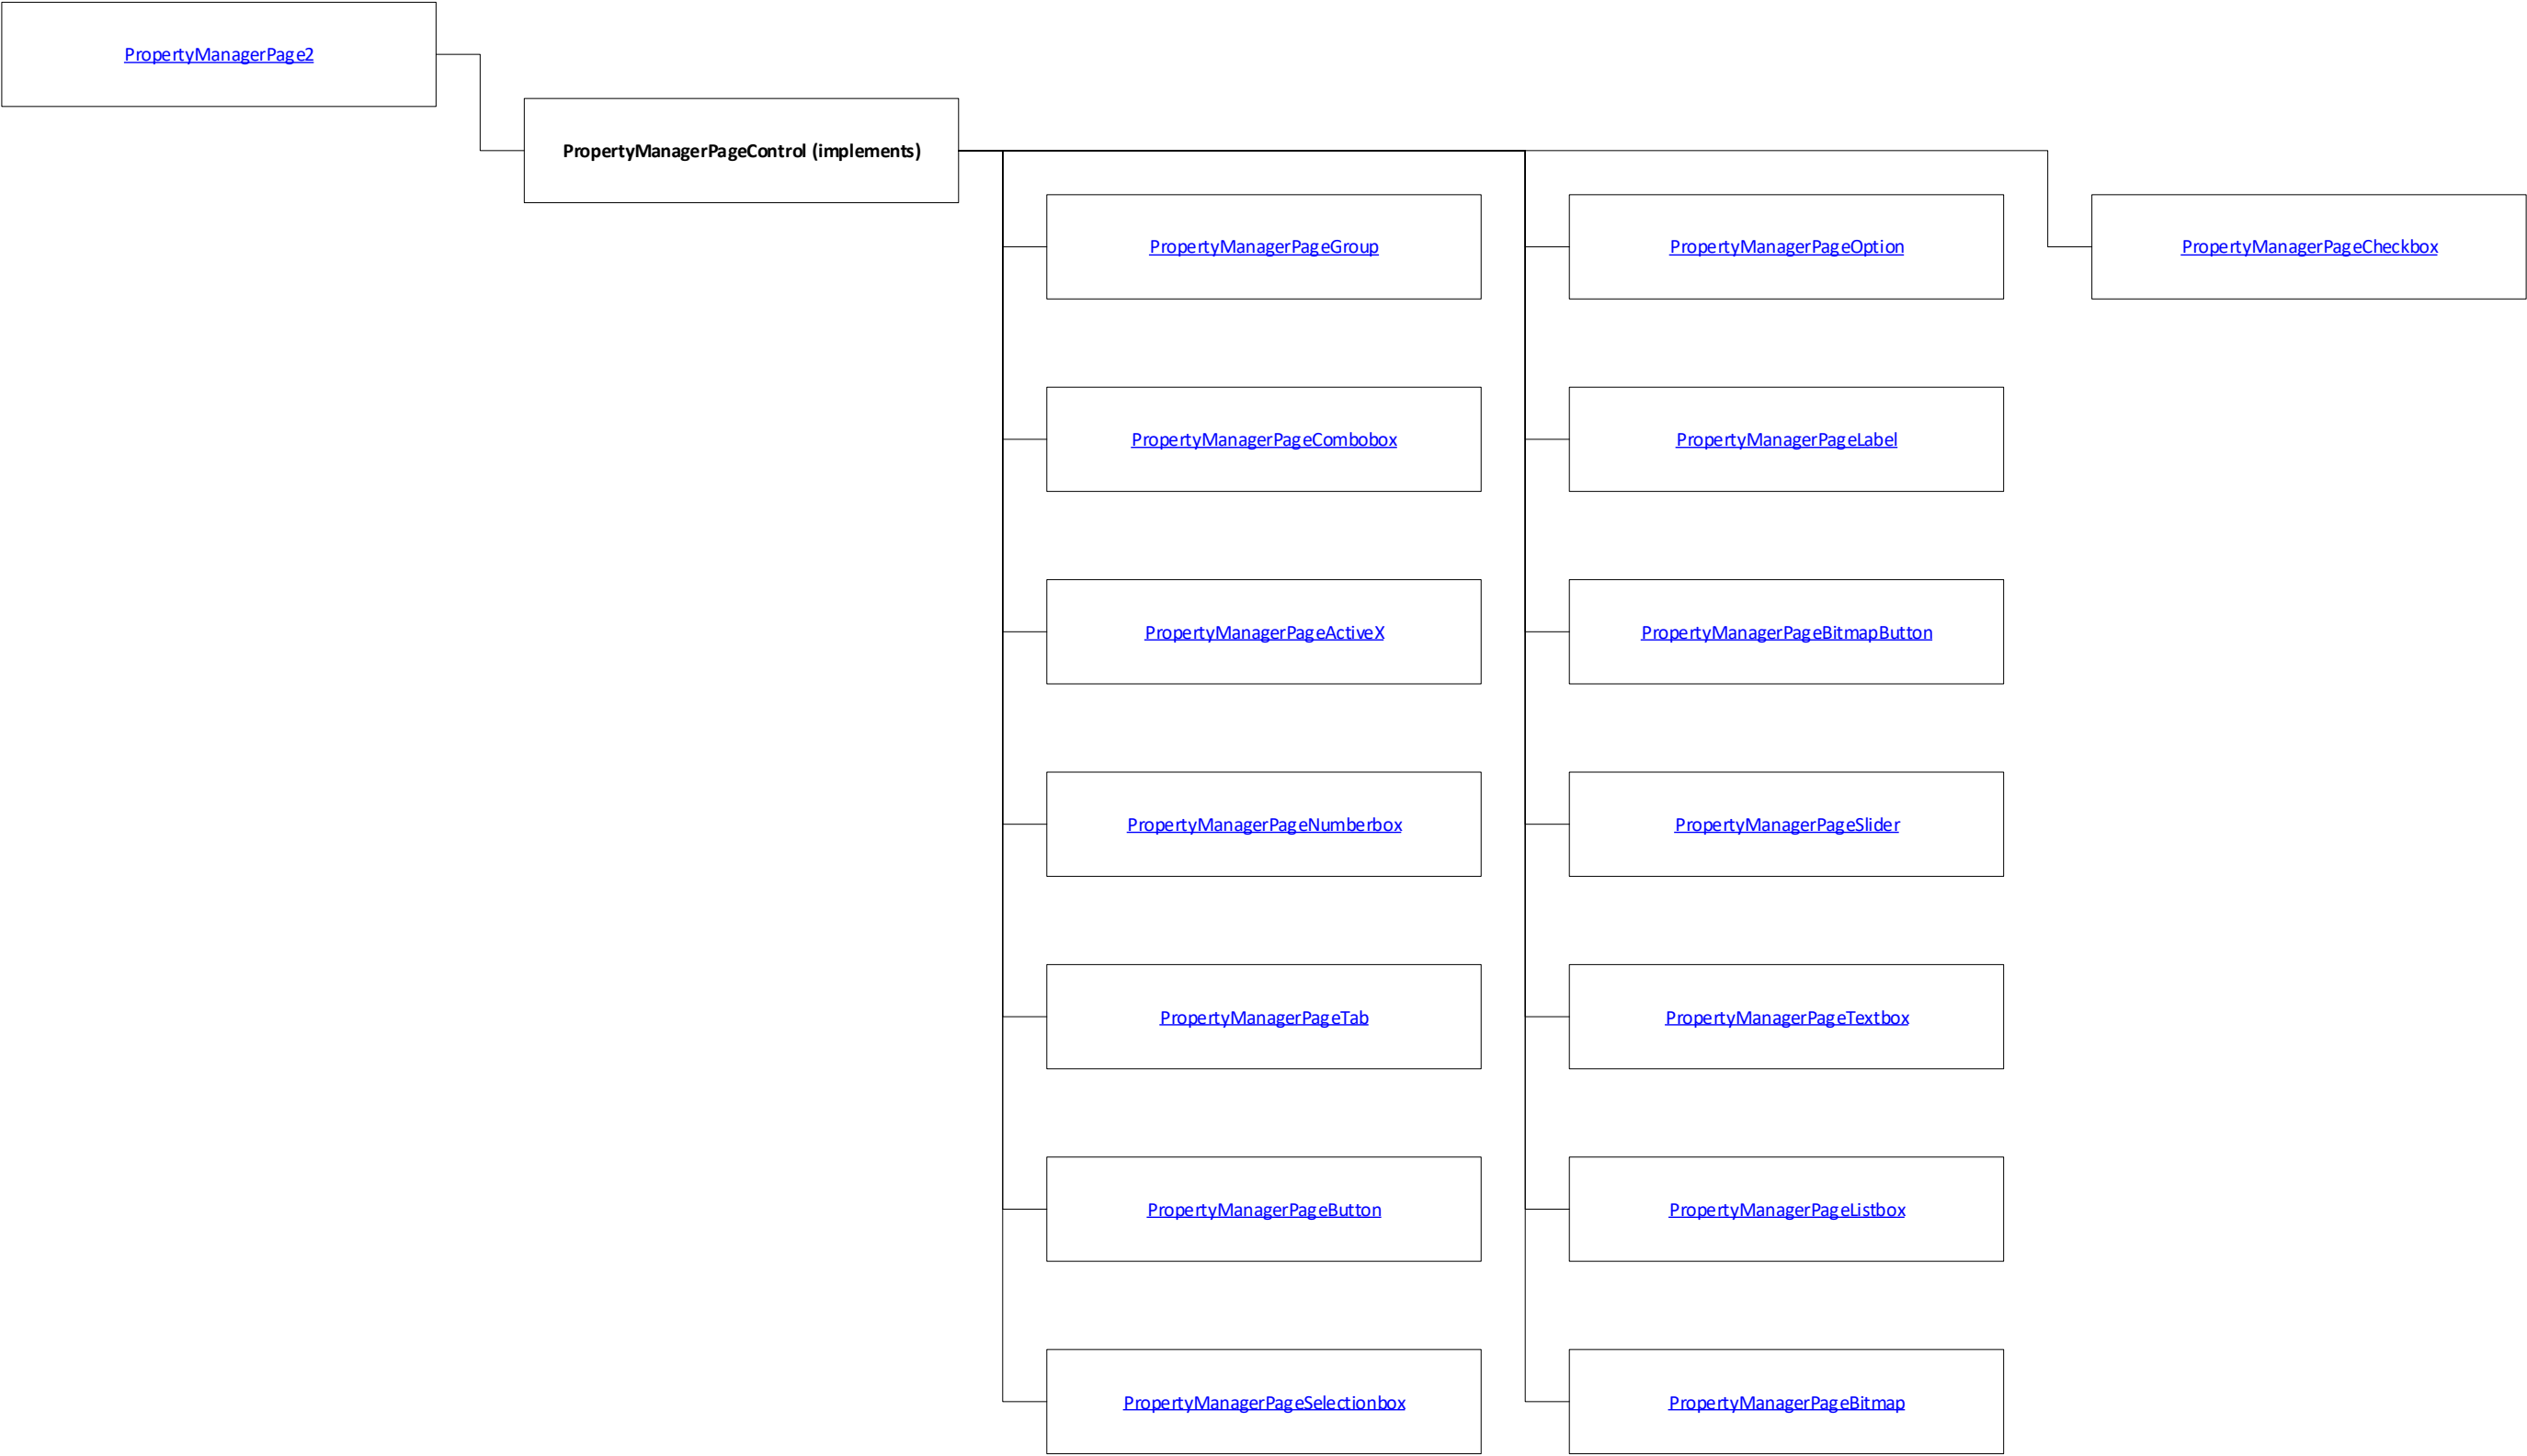 PropertyManagerPage2
PropertyManagerPageControl (implements)
PropertyManagerPageGroup
PropertyManagerPageOption
PropertyManagerPageCheckbox
PropertyManagerPageCombobox
PropertyManagerPageLabel
PropertyManagerPageActiveX
PropertyManagerPageBitmapButton
PropertyManagerPageNumberbox
PropertyManagerPageSlider
PropertyManagerPageTab
PropertyManagerPageTextbox
PropertyManagerPageButton
PropertyManagerPageListbox
PropertyManagerPageSelectionbox
PropertyManagerPageBitmap